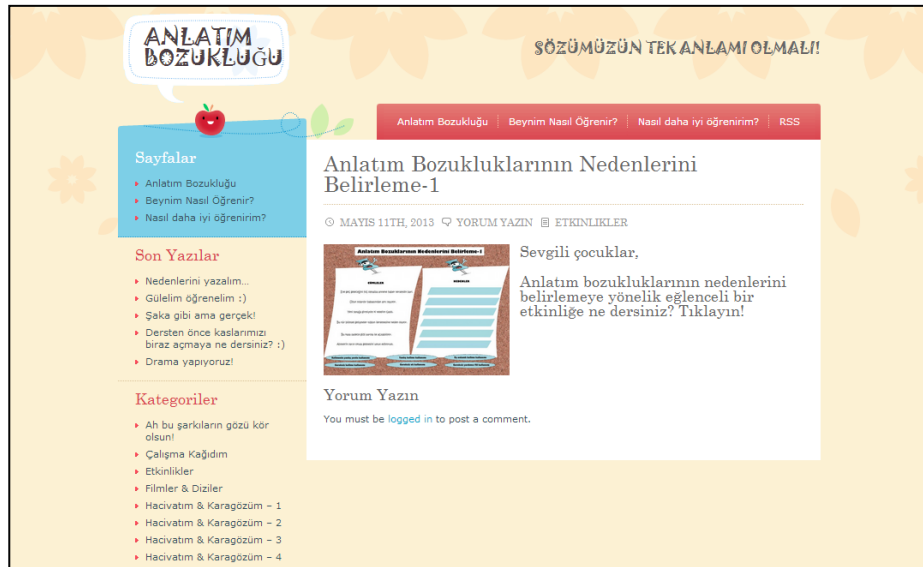 ANLATIM
BOZUKLUĞU
SÖZÜMÜZÜN TEK ANLAMI OLMALI!
Anlatım Bozukluğu
Beynim Nasıl Öğrenir?
Nasıl daha iyi öğrenirim?
RSS
Sayfalar
Anlatım Bozukluğu
Beynim Nasıl Öğrenir?
Nasıl daha iyi öğrenirim?
Son Yazılar
Nedenlerini yazalım...
Gülelim öğrenelim :)
Şaka gibi ama gerçek!
Dersten önce kaslarımızı
biraz açmaya ne dersiniz? :)
Drama yapıyoruz!
Kategoriler
Ah bu şarkıların gözü kör
olsun!
Çalışma Kağıdım
Etkinlikler
Filmler & Diziler
Hacivatım & Karagözüm – 1
Hacivatım & Karagözüm – 2
Hacivatım & Karagözüm – 3
Hacivatım & Karagözüm – 4
Anlatım Bozukluklarının Nedenlerini
Belirleme-1
MAYIS 11TH, 2013 YORUM YAZIN ETKINLIKLER
Anlatım Bozuklarının Nedenlerini Belirleme-1
Sevgili çocuklar,
Anlatım bozukluklarının nedenlerini
belirlemeye yönelik eğlenceli bir
etkinliğe ne dersiniz? Tıklayın!
Yorum Yazın
You must be logged in to post a comment.